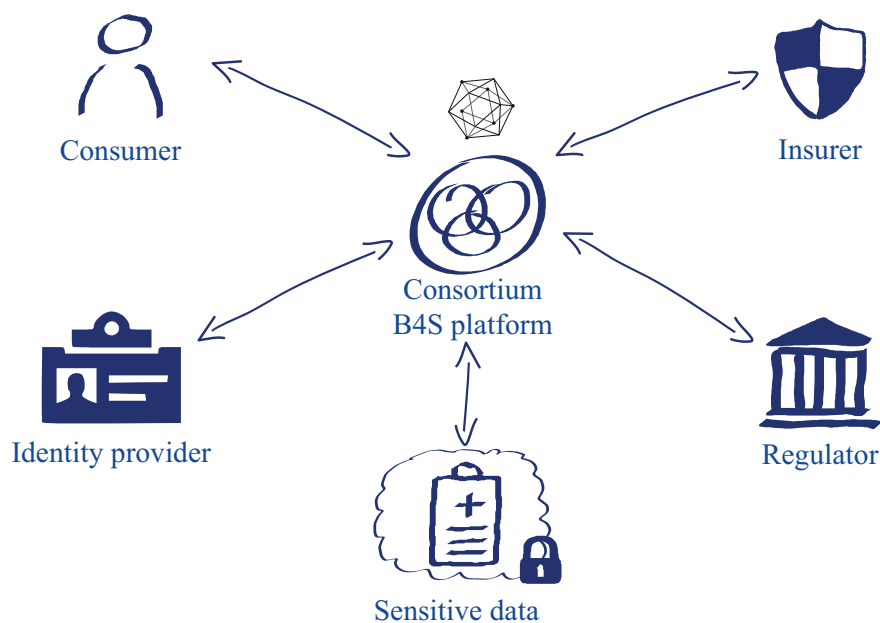 Consumer
Insurer
Consortium
B4S platform
Identity provider
Regulator
Sensitive data